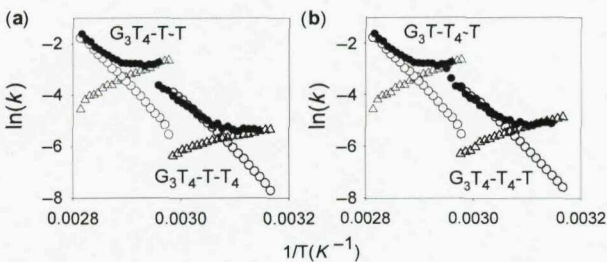 (a)
G₃T₄-T-T
ln(k)
−2
−4
−6
−8
G₃T₄-T-T₄
0.0028
0.0030
0.0032
(b)
G₃T-T₄-T
ln(k)
−2
−4
−6
−8
G₃T₄-T₄-T
0.0028
0.0030
0.0032
1/T(K⁻¹)